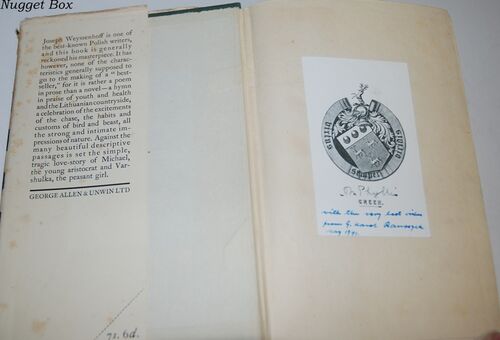 Nugget Box
Joseph Weyssenhoff is one of
the best-known Polish writers,
and this book is generally
reckoned his masterpiece. It has
however, none of the charac-
teristics generally supposed to
go to the making of a "best-
seller," for it is rather a poem
in prose than a novel—a hymn
in praise of youth and health
and the Lithuanian countryside,
a celebration of the excitements
of the chase, the habits and
customs of bird and beast, all
the strong and intimate im-
pressions of nature. Against the
many beautiful descriptive
passages is set the simple,
tragic love-story of Michael,
the young aristocrat and Var-
shulka, the peasant girl.
GEORGE ALLEN & UNWIN LTD
7s. 6d.
To Phyllis
GREEN.
with the very best wishes
from G.